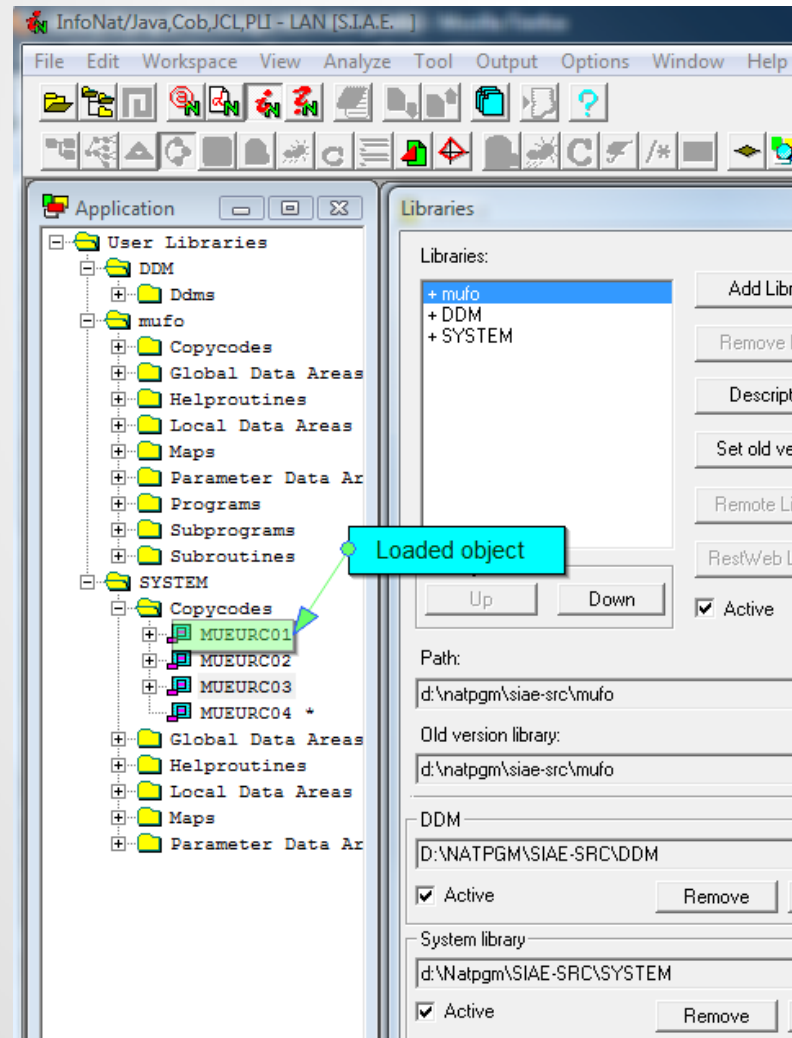 InfoNat/Java,Cob,JCL,PLI - LAN [S.I.A.E. ]
File Edit Workspace View Analyze Tool Output Options Window Help
Application
User Libraries
DDM
Ddms
mufo
Copycodes
Global Data Areas
Helproutines
Local Data Areas
Maps
Parameter Data Ar
Programs
Subprograms
Subroutines
SYSTEM
Copycodes
MUEURC01
MUEURC02
MUEURC03
MUEURC04 *
Global Data Areas
Helproutines
Local Data Areas
Maps
Parameter Data Ar
Loaded object
Libraries
Libraries:
+ mufo
+ DDM
+ SYSTEM
Add Libr
Remove
Descript
Set old ve
Remote Li
RestWeb L
Up
Down
Active
Path:
d:\natpgm\siae-src\mufo
Old version library:
d:\natpgm\siae-src\mufo
DDM
D:\NATPGM\SIAE-SRC\DDM
Active
Remove
System library
d:\Natpgm\SIAE-SRC\SYSTEM
Active
Remove